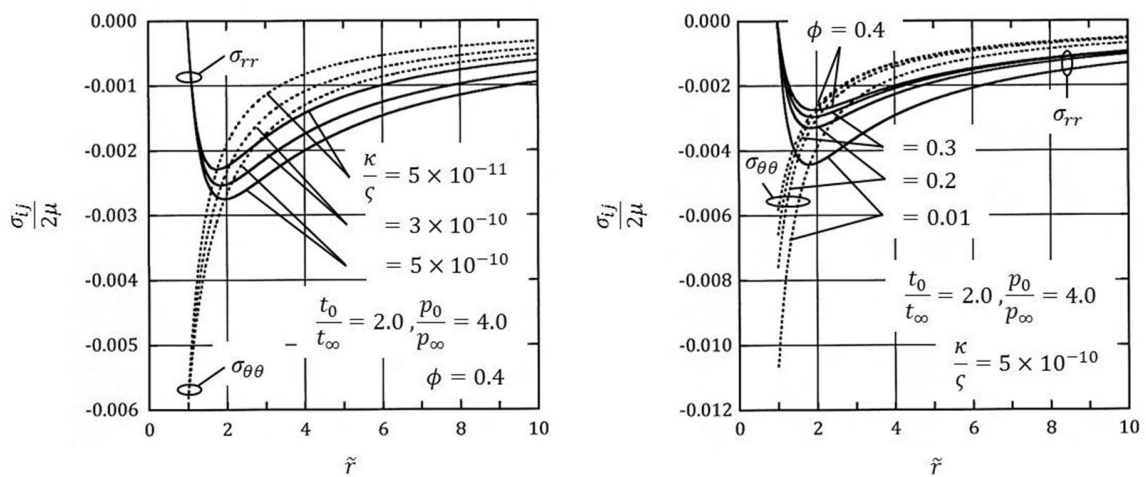 0.000
-0.001
-0.002
-0.003
-0.004
-0.005
-0.006
σij/2μ
σrr
κ/ς = 5 × 10⁻¹¹
= 3 × 10⁻¹⁰
= 5 × 10⁻¹⁰
t₀/t∞ = 2.0 , p₀/p∞ = 4.0
ϕ = 0.4
σθθ
0 2 4 6 8 10
r̃
0.000
-0.002
-0.004
-0.006
-0.008
-0.010
-0.012
σij/2μ
ϕ = 0.4
σrr
= 0.3
= 0.2
= 0.01
σθθ
t₀/t∞ = 2.0 , p₀/p∞ = 4.0
κ/ς = 5 × 10⁻¹⁰
0 2 4 6 8 10
r̃